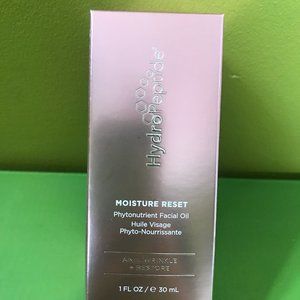 HydroPeptide
MOISTURE RESET
Phytonutrient Facial Oil
Huile Visage
Phyto-Nourrissante
ANTI-WRINKLE
+ RESTORE
1 FL OZ / ℮ 30 mL